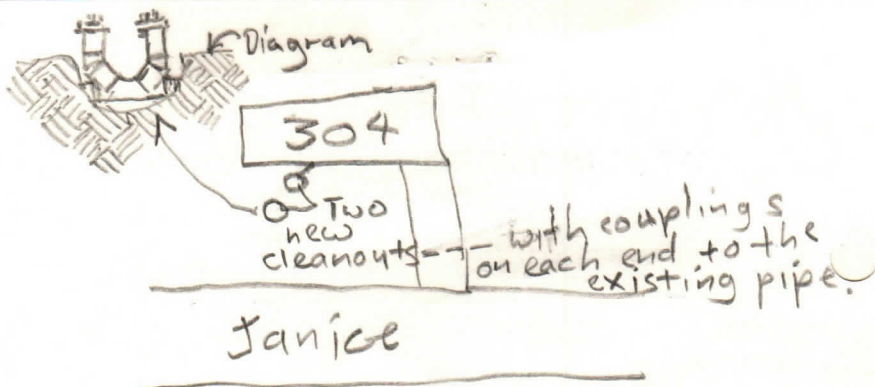 Diagram
304
Two
new
cleanouts--- with couplings
on each end to the
existing pipe.
Janice